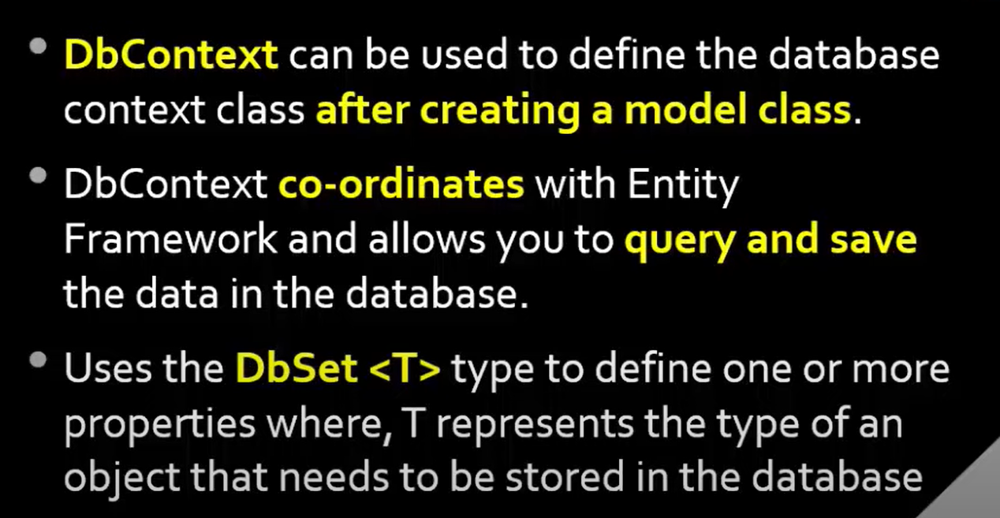 • DbContext can be used to define the database
context class after creating a model class.
• DbContext co-ordinates with Entity
Framework and allows you to query and save
the data in the database.
• Uses the DbSet <T> type to define one or more
properties where, T represents the type of an
object that needs to be stored in the database